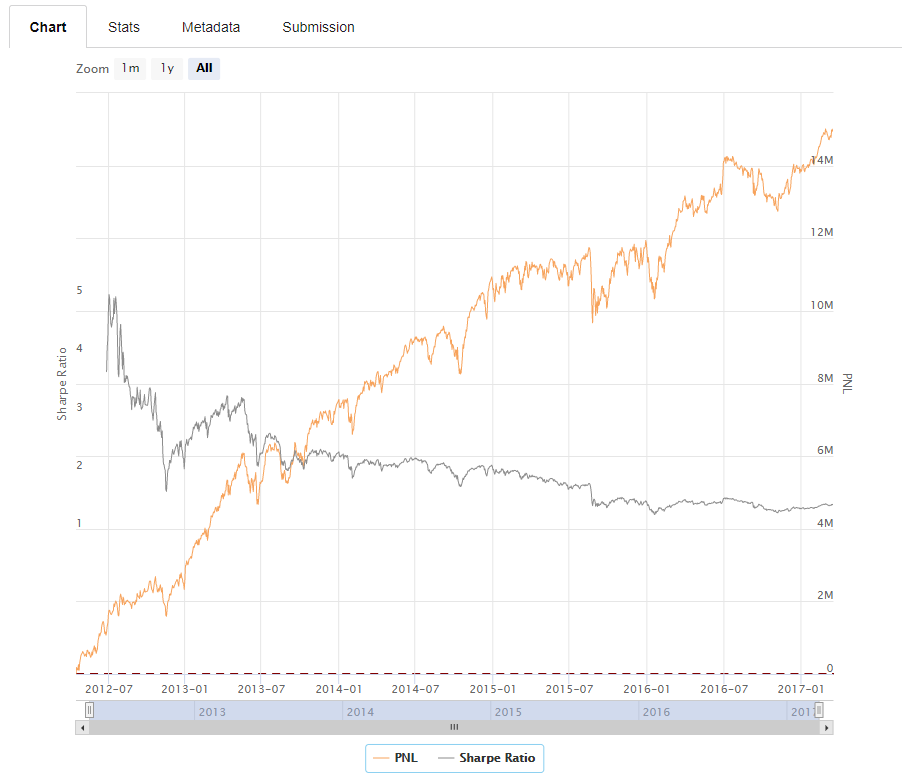 Chart Stats Metadata Submission
Zoom 1m 1y All
14M
12M
5
10M
4
Sharpe Ratio
8M
PNL
3
6M
2
1
4M
2M
0
2012-07 2013-01 2013-07 2014-01 2014-07 2015-01 2015-07 2016-01 2016-07 2017-01
2013 2014 2015 2016
PNL Sharpe Ratio